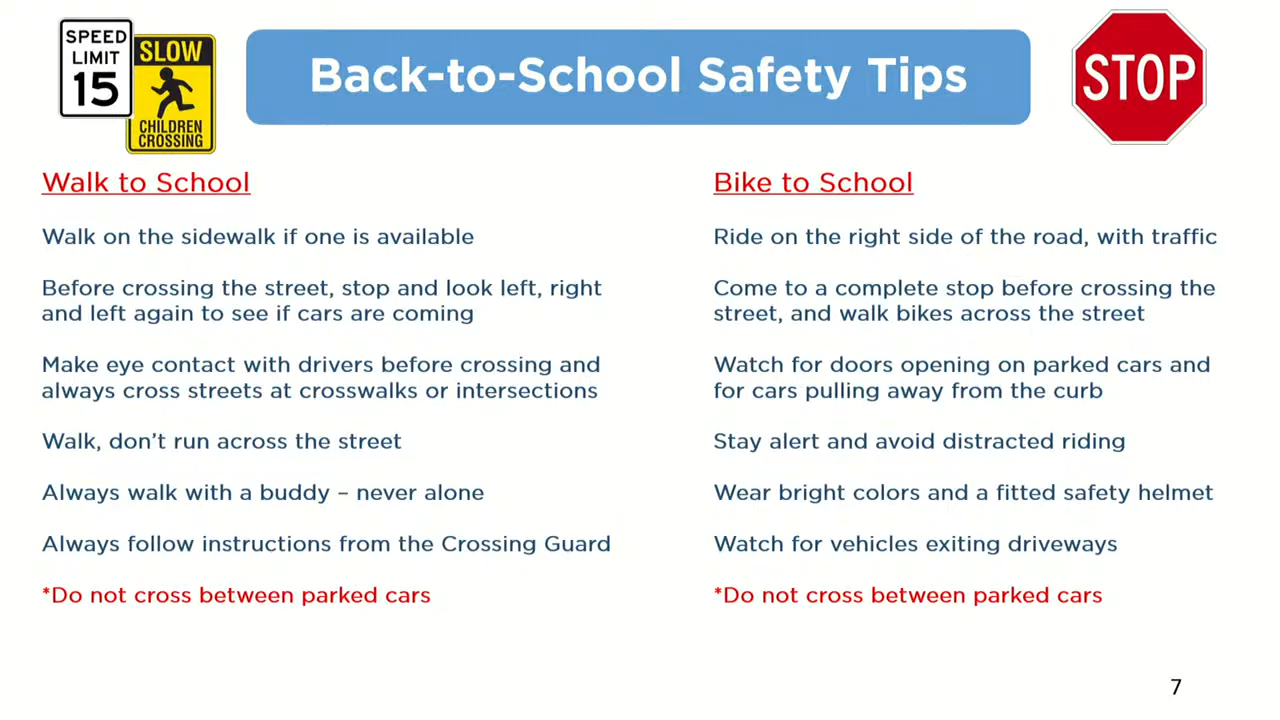 SPEED
LIMIT
15
SLOW
CHILDREN
CROSSING
Back-to-School Safety Tips
STOP
Walk to School
Walk on the sidewalk if one is available
Before crossing the street, stop and look left, right
and left again to see if cars are coming
Make eye contact with drivers before crossing and
always cross streets at crosswalks or intersections
Walk, don’t run across the street
Always walk with a buddy – never alone
Always follow instructions from the Crossing Guard
*Do not cross between parked cars
Bike to School
Ride on the right side of the road, with traffic
Come to a complete stop before crossing the
street, and walk bikes across the street
Watch for doors opening on parked cars and
for cars pulling away from the curb
Stay alert and avoid distracted riding
Wear bright colors and a fitted safety helmet
Watch for vehicles exiting driveways
*Do not cross between parked cars
7